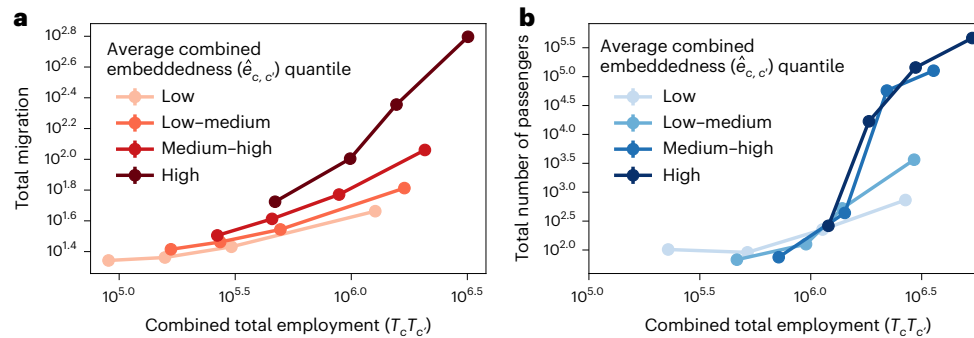 a
Total migration
10^2.8
10^2.6
10^2.4
10^2.2
10^2.0
10^1.8
10^1.6
10^1.4
Average combined
embeddedness (ê_c, c′) quantile
Low
Low–medium
Medium–high
High
10^5.0 10^5.5 10^6.0 10^6.5
Combined total employment (T_cT_c′)
b
Total number of passengers
10^5.5
10^5.0
10^4.5
10^4.0
10^3.5
10^3.0
10^2.5
10^2.0
Average combined
embeddedness (ê_c, c′) quantile
Low
Low–medium
Medium–high
High
10^5.0 10^5.5 10^6.0 10^6.5
Combined total employment (T_cT_c′)